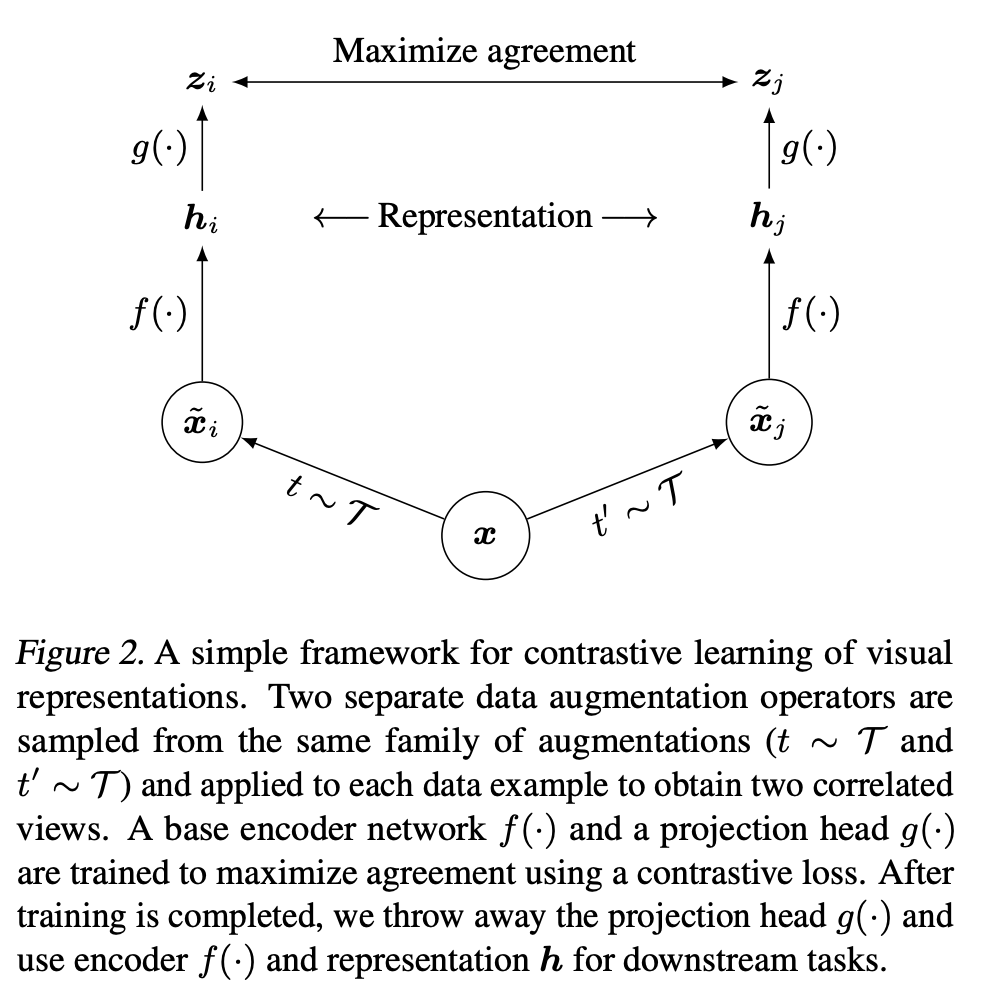 Maximize agreement
z_i z_j
g(·) g(·)
h_i ← Representation → h_j
f(·) f(·)
x̃_i x̃_j
t ∼ 𝒯 t′ ∼ 𝒯
x
Figure 2. A simple framework for contrastive learning of visual
representations. Two separate data augmentation operators are
sampled from the same family of augmentations (t ∼ 𝒯 and
t′ ∼ 𝒯) and applied to each data example to obtain two correlated
views. A base encoder network f(·) and a projection head g(·)
are trained to maximize agreement using a contrastive loss. After
training is completed, we throw away the projection head g(·) and
use encoder f(·) and representation h for downstream tasks.